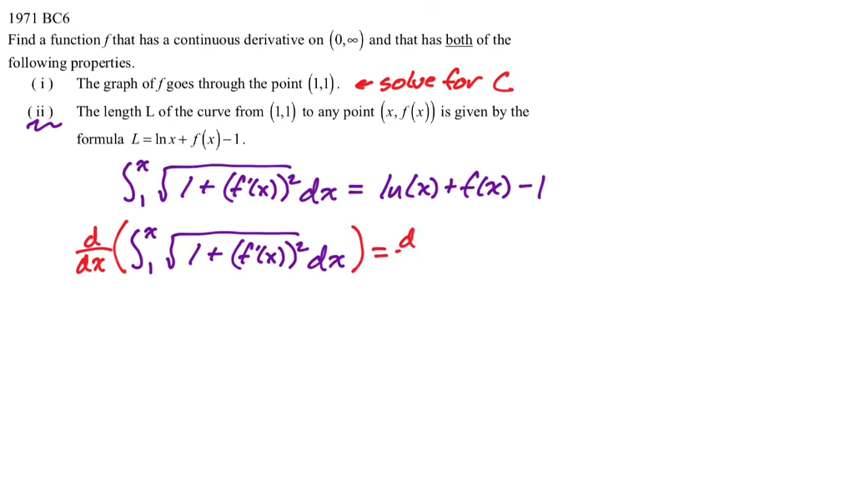 1971 BC6
Find a function f that has a continuous derivative on (0,∞) and that has both of the
following properties.
( i ) The graph of f goes through the point (1,1). ← solve for C
( ii ) The length L of the curve from (1,1) to any point (x, f(x)) is given by the
formula L = ln x + f(x) − 1.
∫₁ˣ √(1 + (f'(x))²) dx = ln(x) + f(x) − 1
d/dx (∫₁ˣ √(1 + (f'(x))²) dx) = d